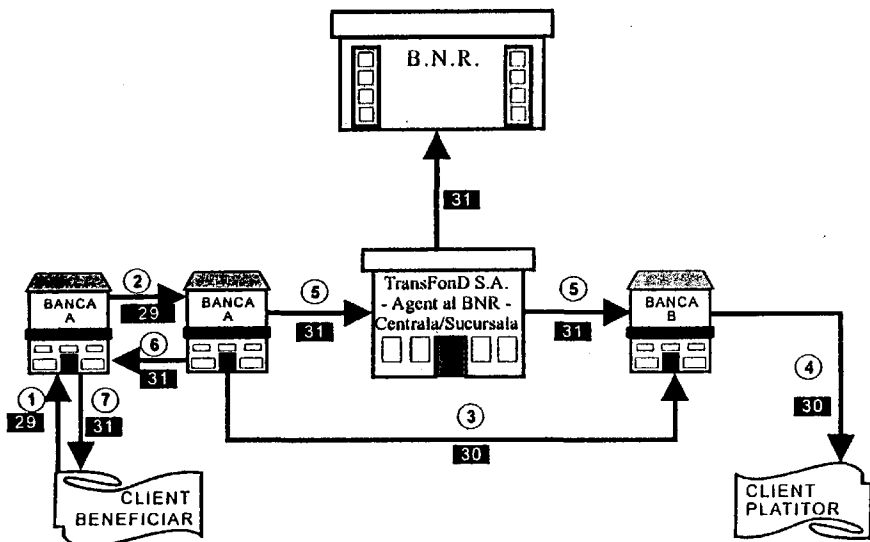 B.N.R.
31
2
29
BANCA
A
BANCA
A
5
31
TransFonD S.A.
- Agent al BNR -
Centrala/Sucursala
5
31
BANCA
B
6
31
4
30
1
29
7
31
3
30
CLIENT
BENEFICIAR
CLIENT
PLATITOR